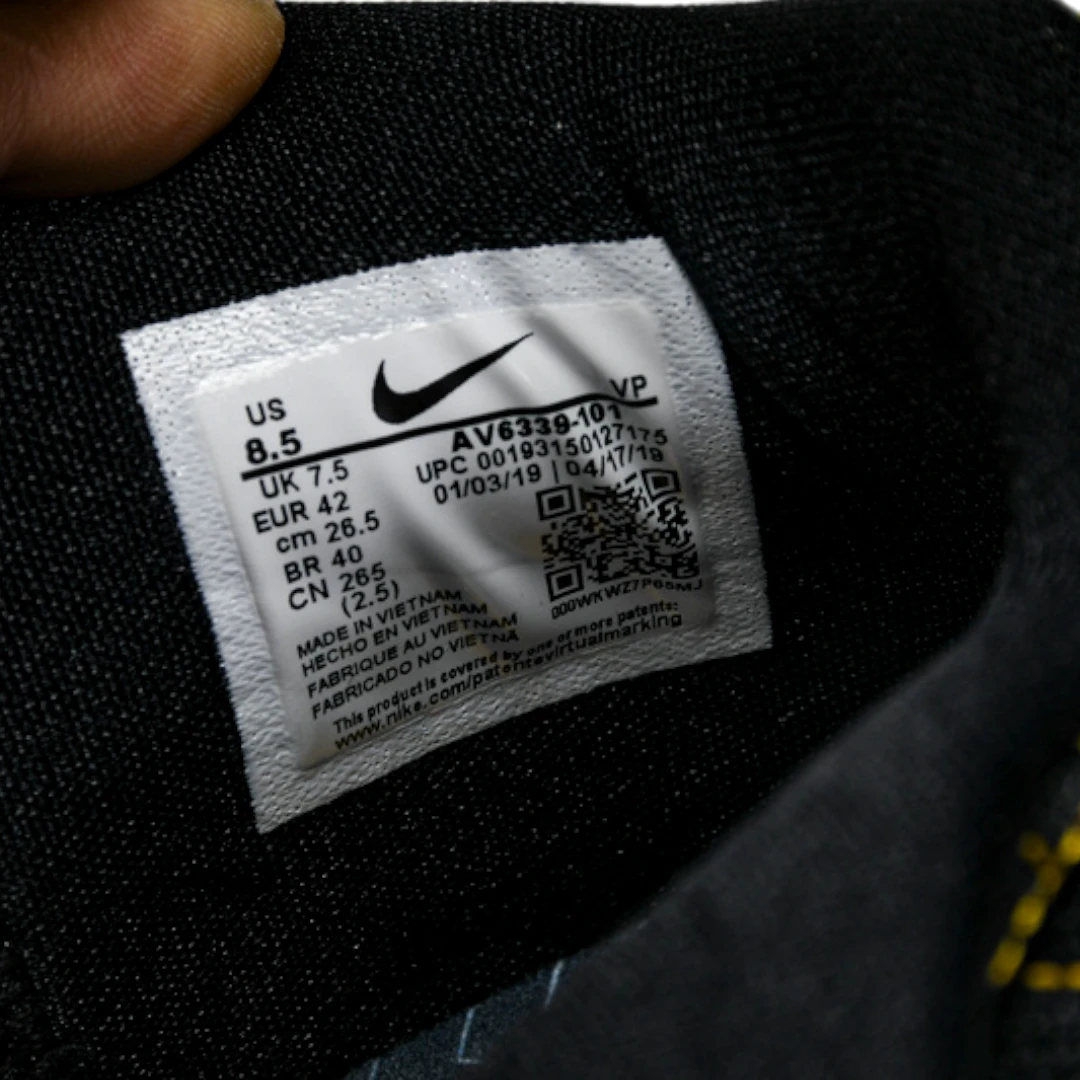 US
8.5
VP
UK 7.5
AV6339-101
EUR 42
UPC 00193150127175
cm 26.5
01/03/19 | 04/17/19
BR 40
CN 265
(2.5)
000WKWZ7P65MJ
MADE IN VIETNAM
HECHO EN VIETNAM
FABRIQUE AU VIETNAM
FABRICADO NO VIETNÃ
This product is covered by one or more patents:
www.nike.com/patentsvirtualmarking